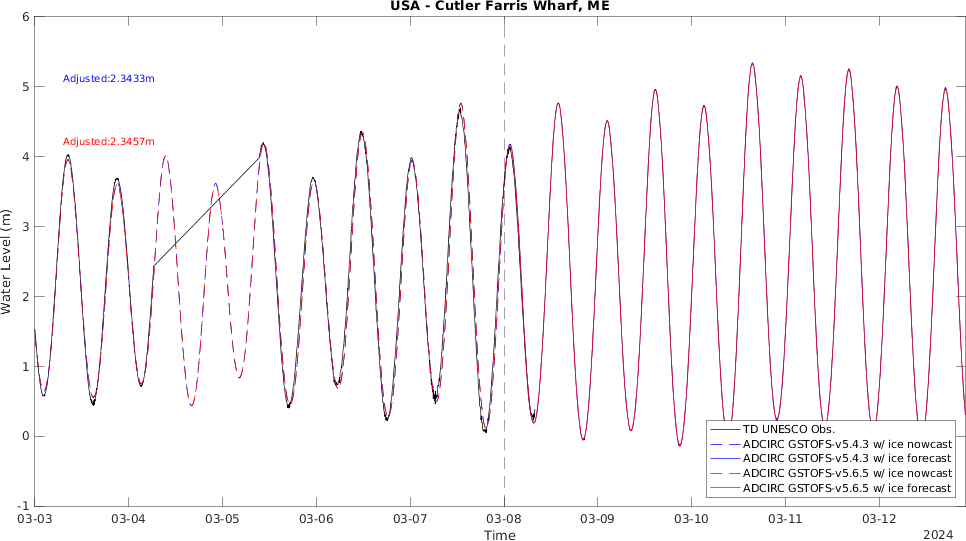 USA - Cutler Farris Wharf, ME
6
5
4
3
2
1
0
-1
Water Level (m)
Adjusted:2.3433m
Adjusted:2.3457m
TD UNESCO Obs.
ADCIRC GSTOFS-v5.4.3 w/ ice nowcast
ADCIRC GSTOFS-v5.4.3 w/ ice forecast
ADCIRC GSTOFS-v5.6.5 w/ ice nowcast
ADCIRC GSTOFS-v5.6.5 w/ ice forecast
03-03 03-04 03-05 03-06 03-07 03-08 03-09 03-10 03-11 03-12
Time
2024